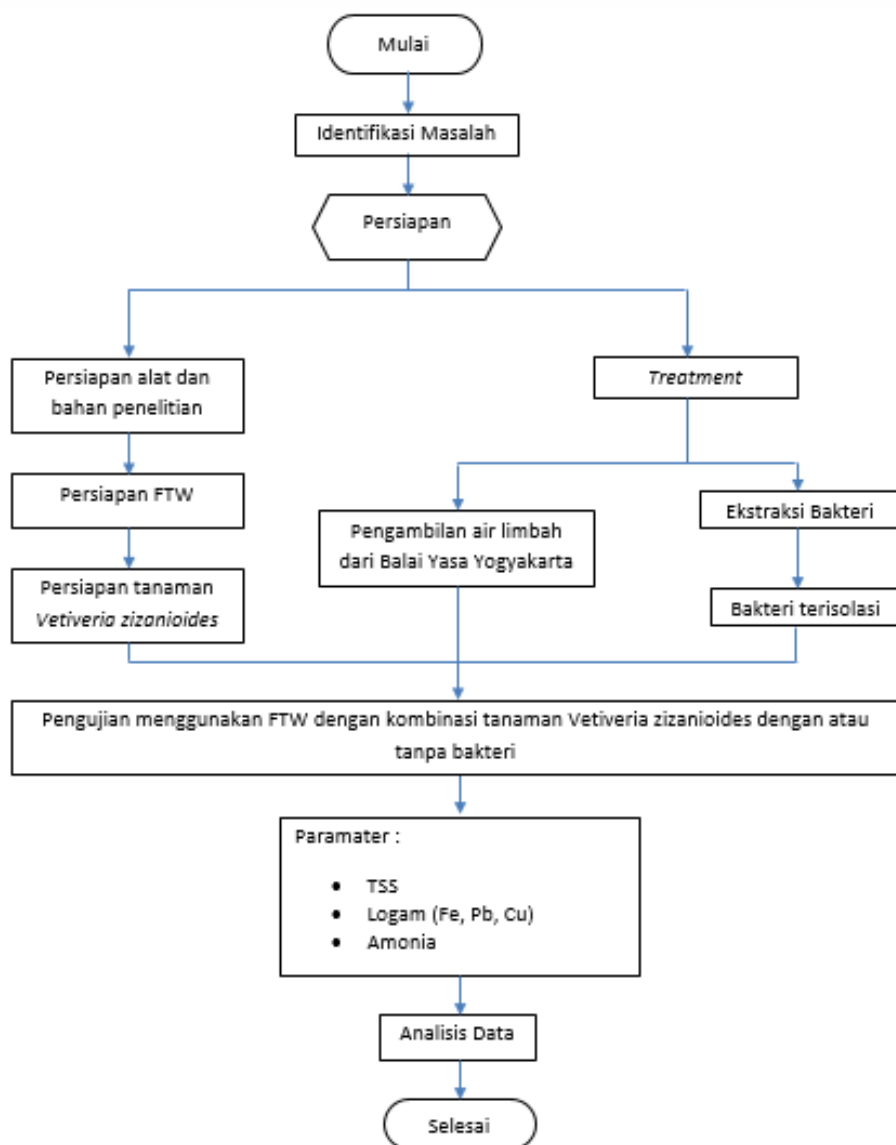 Mulai
Identifikasi Masalah
Persiapan
Persiapan alat dan
bahan penelitian
Persiapan FTW
Persiapan tanaman
Vetiveria zizanioides
Treatment
Pengambilan air limbah
dari Balai Yasa Yogyakarta
Ekstraksi Bakteri
Bakteri terisolasi
Pengujian menggunakan FTW dengan kombinasi tanaman Vetiveria zizanioides dengan atau
tanpa bakteri
Paramater :
• TSS
• Logam (Fe, Pb, Cu)
• Amonia
Analisis Data
Selesai